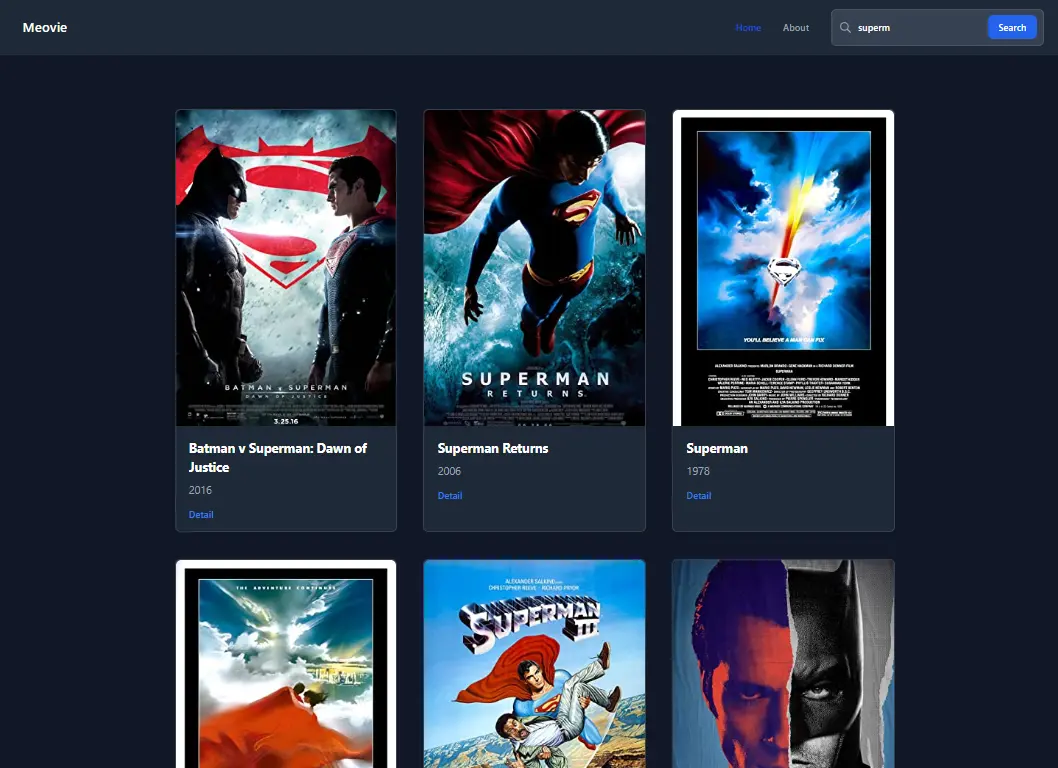 Meovie
Home
About
superm
Search
BATMAN V SUPERMAN
DAWN OF JUSTICE
3.25.16
Batman v Superman: Dawn of
Justice
2016
Detail
SUPERMAN
RETURNS
Superman Returns
2006
Detail
YOU'LL BELIEVE A MAN CAN FLY
Superman
1978
Detail
THE ADVENTURE CONTINUES
ALEXANDER SALKIND
CHRISTOPHER REEVE · RICHARD PRYOR
SUPERMAN
III